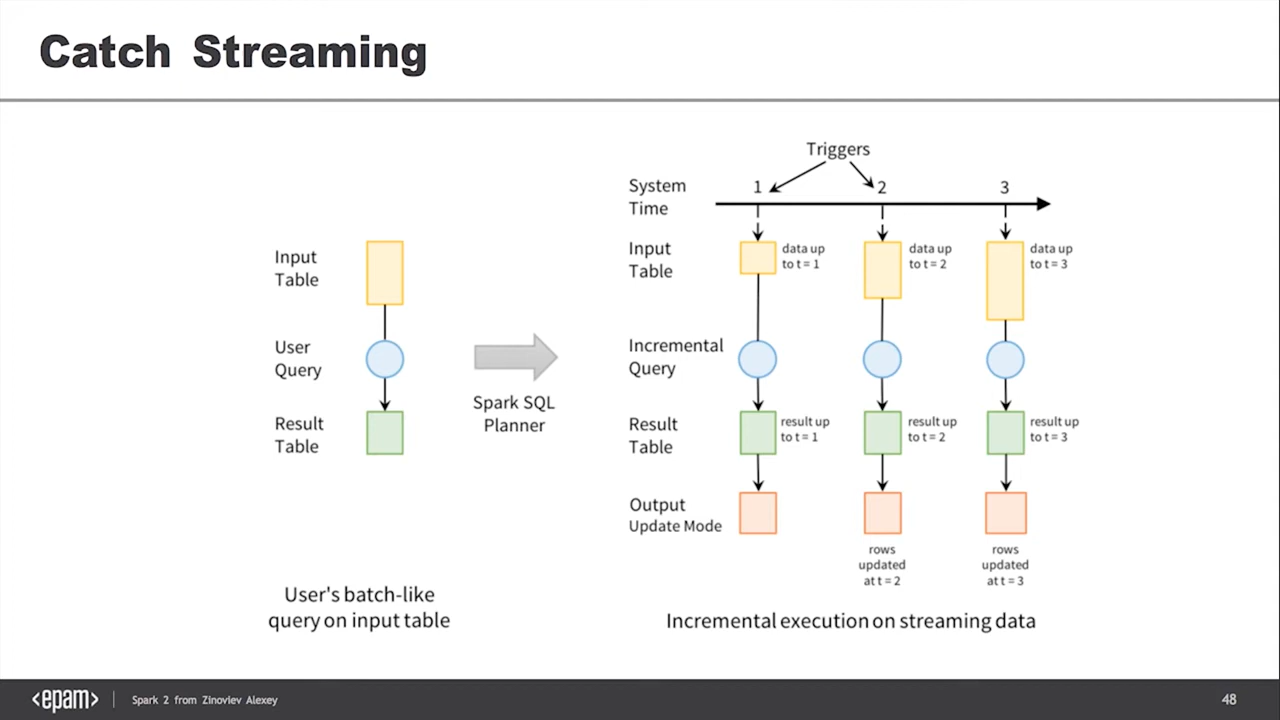 Catch Streaming
Input
Table
User
Query
Result
Table
User's batch-like
query on input table
Spark SQL
Planner
Triggers
System
Time
1
2
3
Input
Table
data up
to t = 1
data up
to t = 2
data up
to t = 3
Incremental
Query
Result
Table
result up
to t = 1
result up
to t = 2
result up
to t = 3
Output
Update Mode
rows
updated
at t = 2
rows
updated
at t = 3
Incremental execution on streaming data
<epam>
Spark 2 from Zinoviev Alexey
48